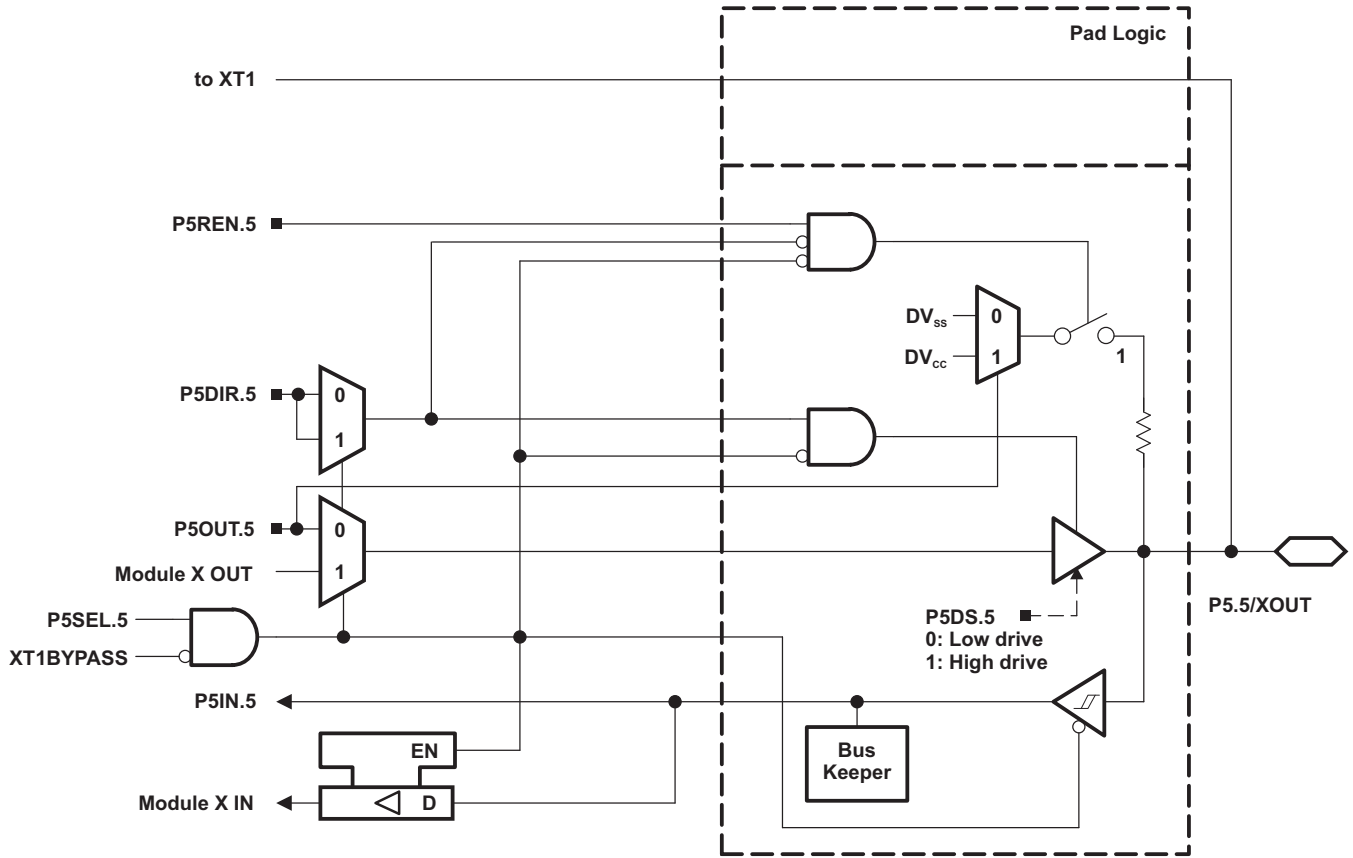 Pad Logic
to XT1
P5REN.5
DVss
0
DVcc
1
1
P5DIR.5
0
1
P5OUT.5
0
Module X OUT
1
P5SEL.5
XT1BYPASS
P5DS.5
0: Low drive
1: High drive
P5.5/XOUT
P5IN.5
EN
Bus
Keeper
Module X IN
D